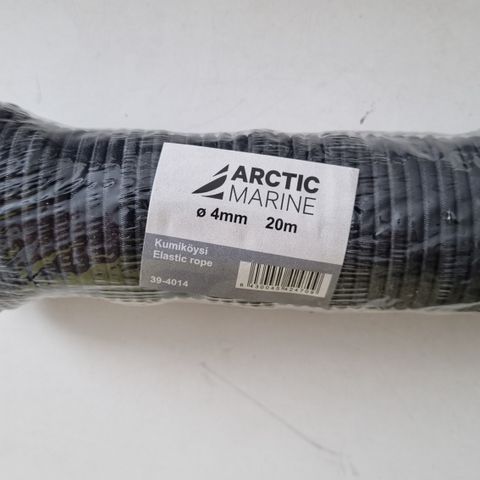 ARCTIC
MARINE
ø 4mm 20m
Kumiköysi
Elastic rope
39-4014